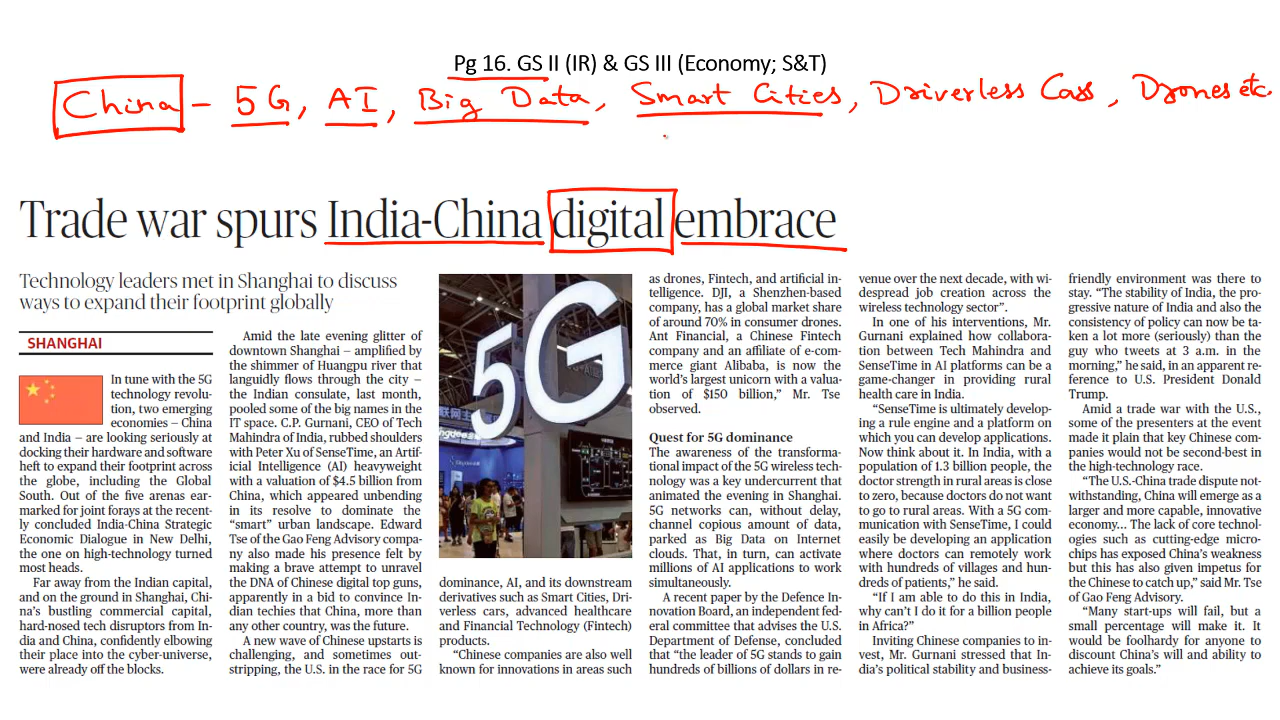 Pg 16. GS II (IR) & GS III (Economy; S&T)
China - 5G, AI, Big Data, Smart Cities, Driverless Cars, Drones etc.
Trade war spurs India-China digital embrace
Technology leaders met in Shanghai to discuss
ways to expand their footprint globally
SHANGHAI
In tune with the 5G
technology revolu-
tion, two emerging
economies – China
and India – are looking seriously at
docking their hardware and software
heft to expand their footprint across
the globe, including the Global
South. Out of the five arenas ear-
marked for joint forays at the recent-
ly concluded India-China Strategic
Economic Dialogue in New Delhi,
the one on high-technology turned
most heads.
Far away from the Indian capital,
and on the ground in Shanghai, Chi-
na's bustling commercial capital,
hard-nosed tech disruptors from In-
dia and China, confidently elbowing
their place into the cyber-universe,
were already off the blocks.
Amid the late evening glitter of
downtown Shanghai – amplified by
the shimmer of Huangpu river that
languidly flows through the city –
the Indian consulate, last month,
pooled some of the big names in the
IT space. C.P. Gurnani, CEO of Tech
Mahindra of India, rubbed shoulders
with Peter Xu of SenseTime, an Artif-
icial Intelligence (AI) heavyweight
with a valuation of $4.5 billion from
China, which appeared unbending
in its resolve to dominate the
“smart” urban landscape. Edward
Tse of the Gao Feng Advisory compa-
ny also made his presence felt by
making a brave attempt to unravel
the DNA of Chinese digital top guns,
apparently in a bid to convince In-
dian techies that China, more than
any other country, was the future.
A new wave of Chinese upstarts is
challenging, and sometimes out-
stripping, the U.S. in the race for 5G
5G
dominance, AI, and its downstream
derivatives such as Smart Cities, Dri-
verless cars, advanced healthcare
and Financial Technology (Fintech)
products.
“Chinese companies are also well
known for innovations in areas such
as drones, Fintech, and artificial in-
telligence. DJI, a Shenzhen-based
company, has a global market share
of around 70% in consumer drones.
Ant Financial, a Chinese Fintech
company and an affiliate of e-com-
merce giant Alibaba, is now the
world's largest unicorn with a valua-
tion of $150 billion,” Mr. Tse
observed.
Quest for 5G dominance
The awareness of the transforma-
tional impact of the 5G wireless tech-
nology was a key undercurrent that
animated the evening in Shanghai.
5G networks can, without delay,
channel copious amount of data,
parked as Big Data on Internet
clouds. That, in turn, can activate
millions of AI applications to work
simultaneously.
A recent paper by the Defence In-
novation Board, an independent fed-
eral committee that advises the U.S.
Department of Defense, concluded
that “the leader of 5G stands to gain
hundreds of billions of dollars in re-
venue over the next decade, with wi-
despread job creation across the
wireless technology sector”.
In one of his interventions, Mr.
Gurnani explained how collabora-
tion between Tech Mahindra and
SenseTime in AI platforms can be a
game-changer in providing rural
health care in India.
“SenseTime is ultimately develop-
ing a rule engine and a platform on
which you can develop applications.
Now think about it. In India, with a
population of 1.3 billion people, the
doctor strength in rural areas is close
to zero, because doctors do not want
to go to rural areas. With a 5G com-
munication with SenseTime, I could
easily be developing an application
where doctors can remotely work
with hundreds of villages and hun-
dreds of patients,” he said.
“If I am able to do this in India,
why can't I do it for a billion people
in Africa?”
Inviting Chinese companies to in-
vest, Mr. Gurnani stressed that In-
dia's political stability and business-
friendly environment was there to
stay. “The stability of India, the pro-
gressive nature of India and also the
consistency of policy can now be ta-
ken a lot more (seriously) than the
guy who tweets at 3 a.m. in the
morning,” he said, in an apparent re-
ference to U.S. President Donald
Trump.
Amid a trade war with the U.S.,
some of the presenters at the event
made it plain that key Chinese com-
panies would not be second-best in
the high-technology race.
“The U.S.-China trade dispute not-
withstanding, China will emerge as a
larger and more capable, innovative
economy... The lack of core technol-
ogies such as cutting-edge micro-
chips has exposed China's weakness
but this has also given impetus for
the Chinese to catch up,” said Mr. Tse
of Gao Feng Advisory.
“Many start-ups will fail, but a
small percentage will make it. It
would be foolhardy for anyone to
discount China's will and ability to
achieve its goals.”